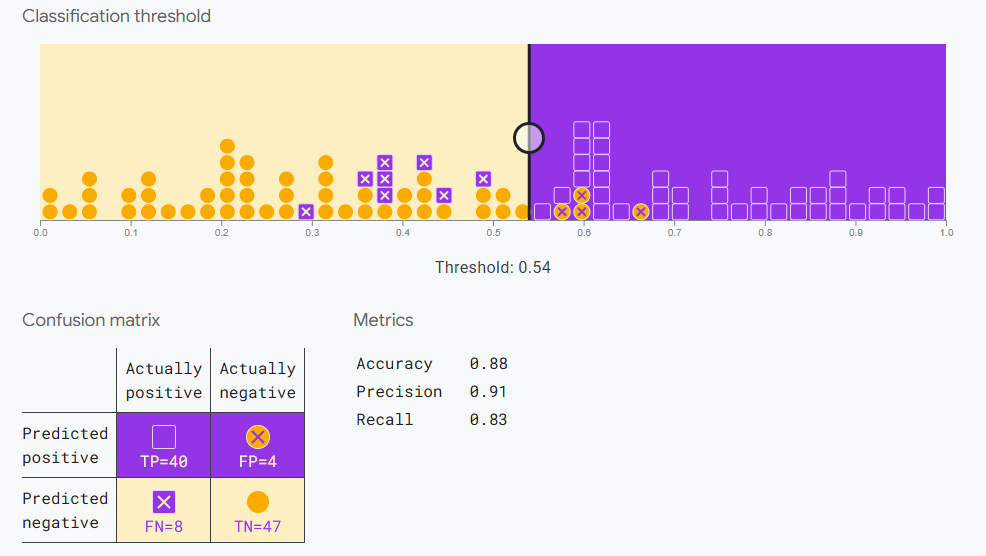 Classification threshold
0.0 0.1 0.2 0.3 0.4 0.5 0.6 0.7 0.8 0.9 1.0
Threshold: 0.54
Confusion matrix
Actually positive
Actually negative
Predicted positive
TP=40
FP=4
Predicted negative
FN=8
TN=47
Metrics
Accuracy 0.88
Precision 0.91
Recall 0.83